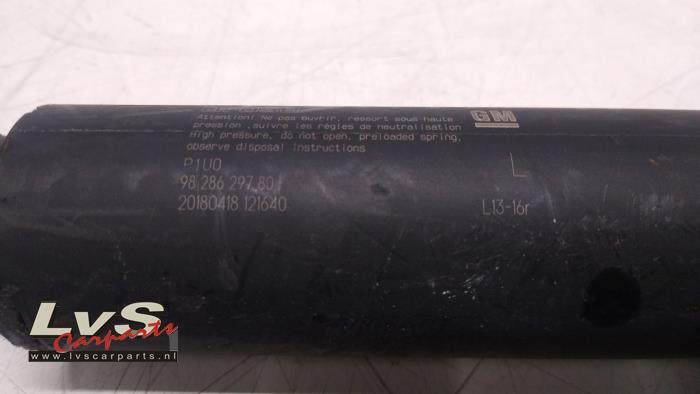 Attention! Ne pas ouvrir, ressort sous haute
pression ,suivre les règles de neutralisation
High pressure, do not open, preloaded spring,
observe disposal instructions
GM
P1U0
98 286 297 80
20180418 121640
L
L13-16r
LvS
Carparts
www.lvscarparts.nl